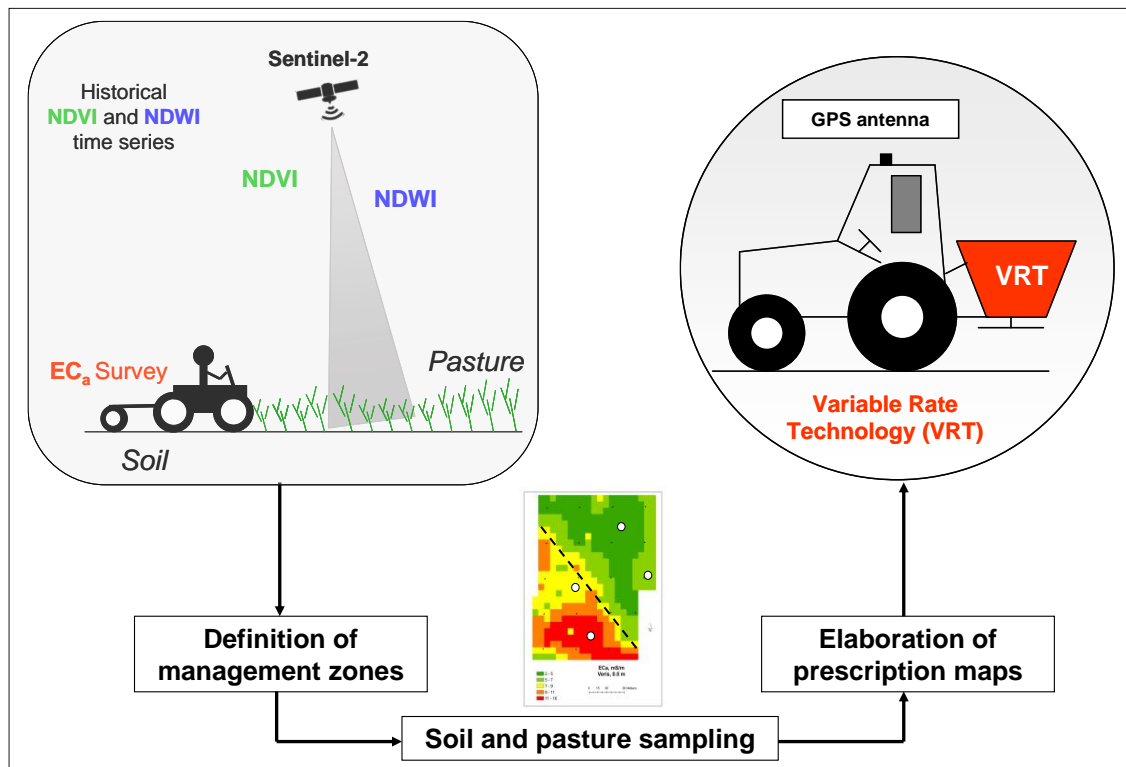 Sentinel-2
Historical
NDVI and NDWI
time series
NDVI
NDWI
ECa Survey
Pasture
Soil
GPS antenna
VRT
Variable Rate
Technology (VRT)
ECa, mS/m
Veris, 0.5 m
Definition of
management zones
Elaboration of
prescription maps
Soil and pasture sampling